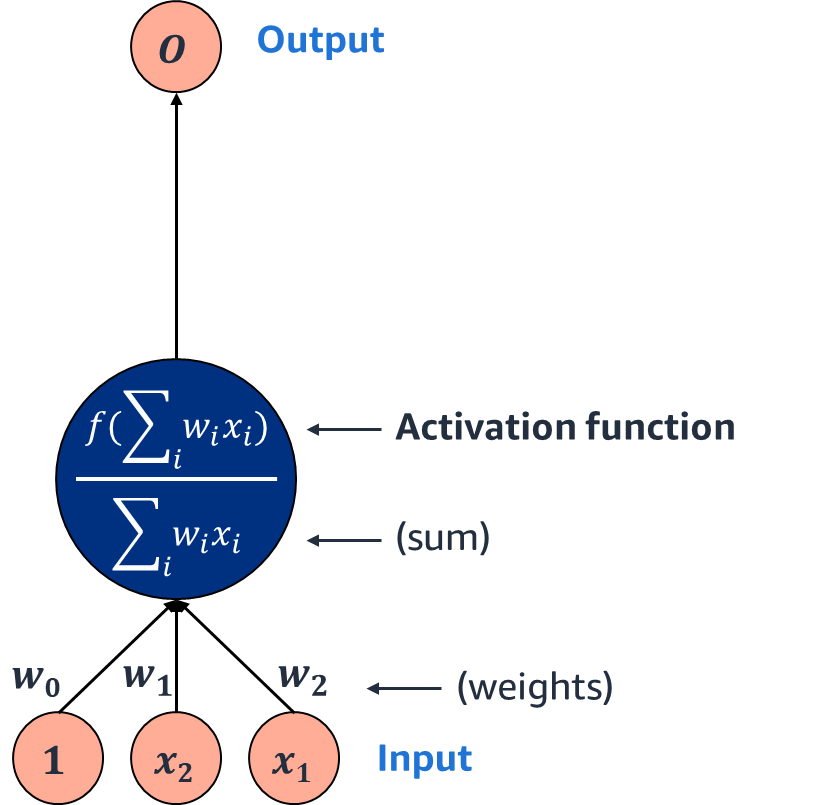 O Output
f(∑ᵢ wᵢxᵢ) Activation function
∑ᵢ wᵢxᵢ (sum)
w₀ w₁ w₂ (weights)
1 x₂ x₁ Input